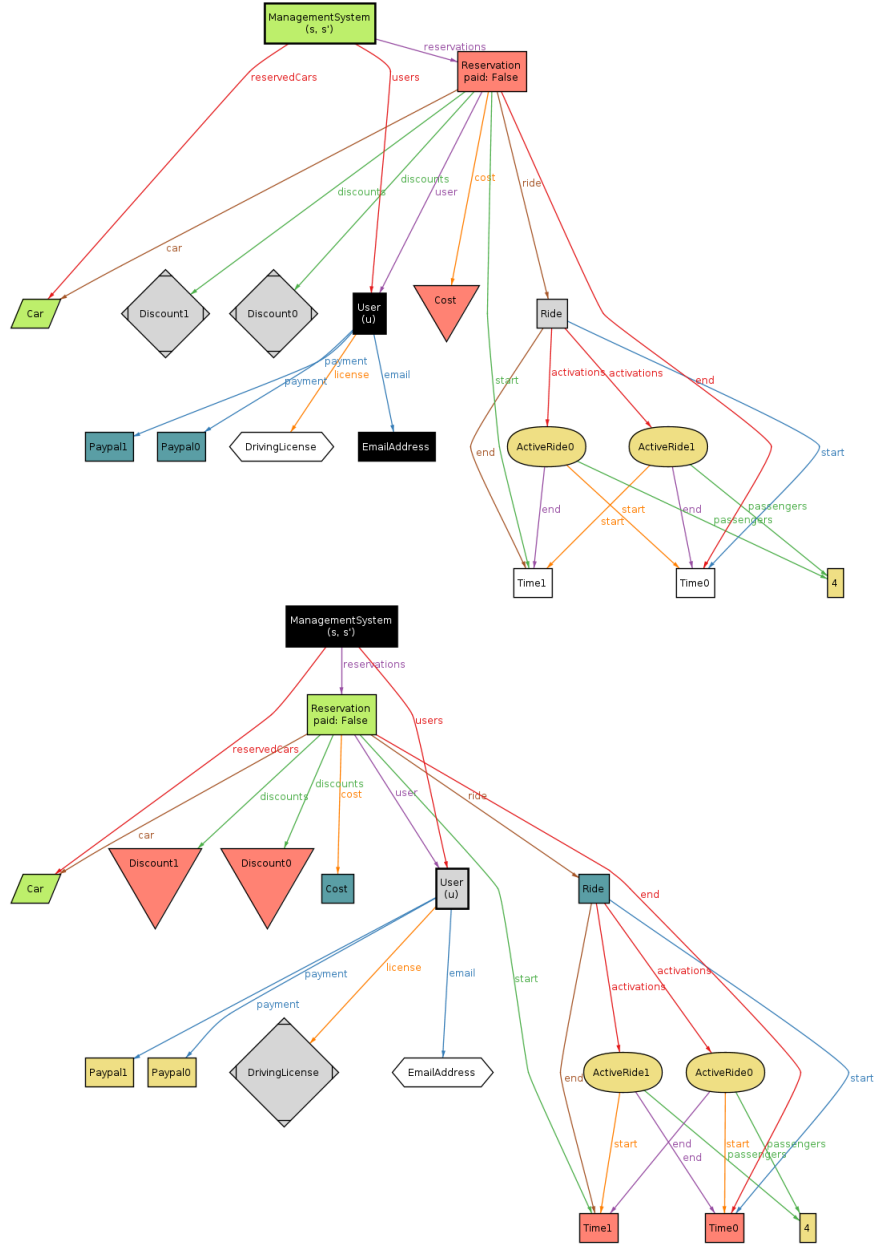 ManagementSystem
(s, s')
reservations
Reservation
paid: False
reservedCars
users
discounts
discounts
user
cost
ride
car
Car
Discount1
Discount0
User
(u)
Cost
Ride
payment
payment
license
email
start
activations
activations
end
Paypal1
Paypal0
DrivingLicense
EmailAddress
end
ActiveRide0
ActiveRide1
start
end
start
start
end
passengers
passengers
Time1
Time0
4
ManagementSystem
(s, s')
reservations
Reservation
paid: False
reservedCars
users
discounts
discounts
cost
user
ride
car
Car
Discount1
Discount0
Cost
User
(u)
Ride
end
payment
payment
license
email
start
activations
activations
Paypal1
Paypal0
DrivingLicense
EmailAddress
end
ActiveRide1
ActiveRide0
start
start
end
end
start
passengers
passengers
Time1
Time0
4